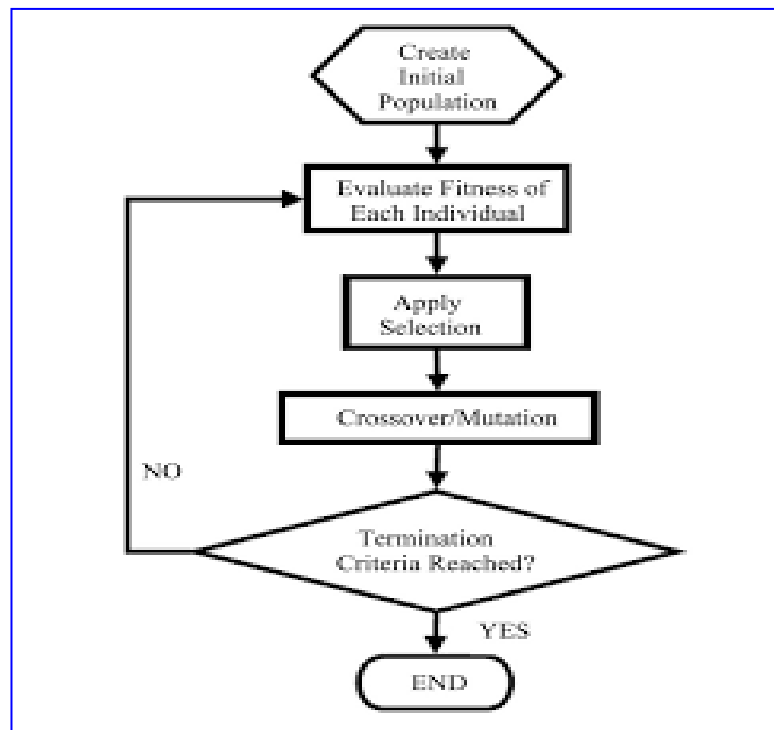 Create
Initial
Population
Evaluate Fitness of
Each Individual
Apply
Selection
Crossover/Mutation
NO
Termination
Criteria Reached?
YES
END